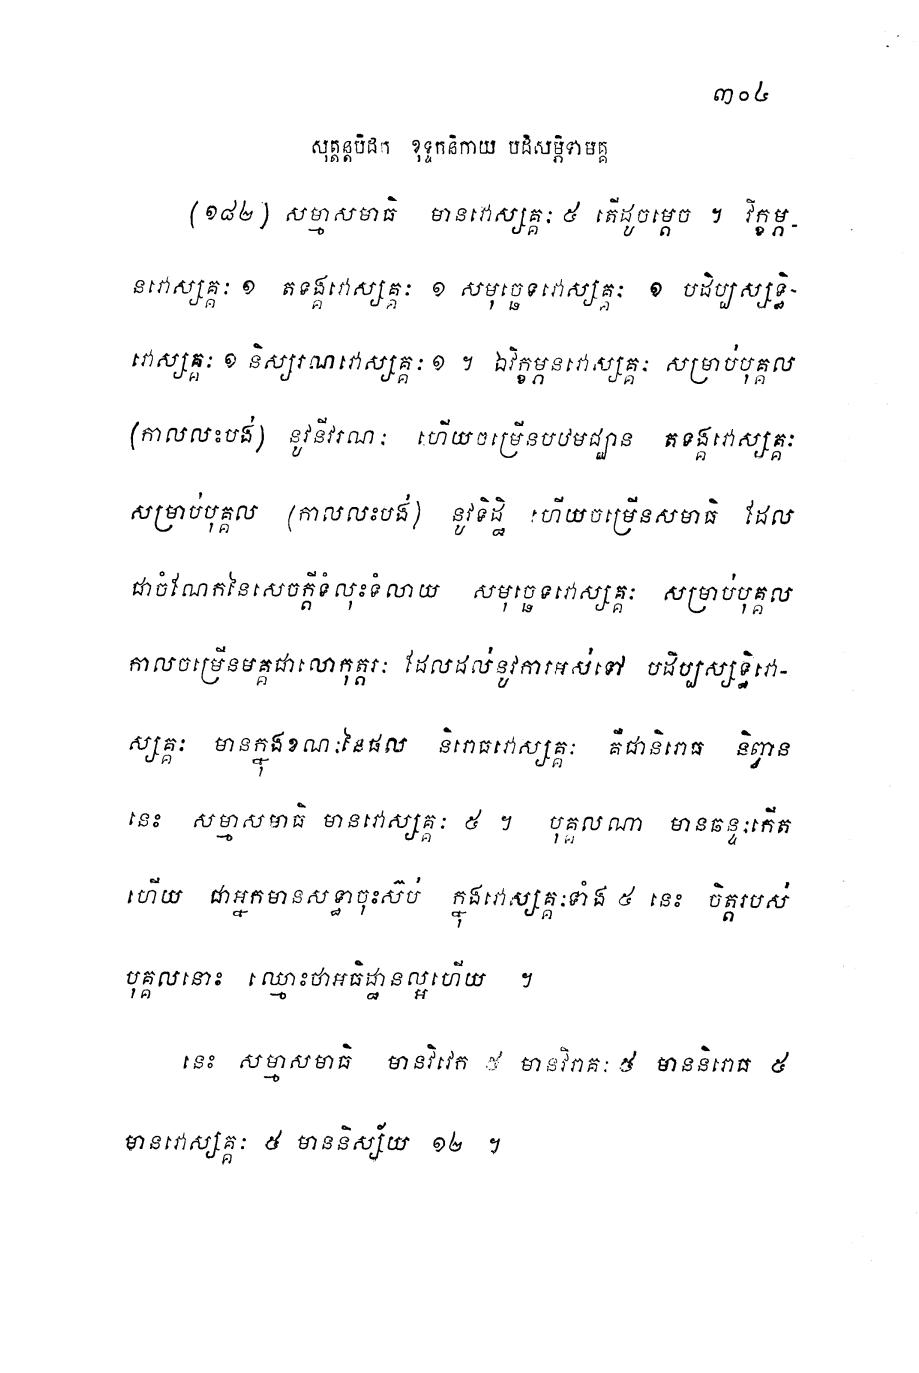 ៣០៤
សុត្តន្តបិដក ខុទ្ទកនិកាយ បដិសម្ភិទាមគ្គ
(១៨២) សម្មាសមាធិ មានវោស្សគ្គៈ ៥ តើដូចម្តេច ។ វិក្ខម្ភ-
នវោស្សគ្គៈ ១ តទង្គវោស្សគ្គៈ ១ សមុច្ឆេទវោស្សគ្គៈ ១ បដិប្បស្សទ្ធិ-
វោស្សគ្គៈ ១ និស្សរណវោស្សគ្គៈ ១ ។ ឯវិក្ខម្ភនវោស្សគ្គៈ សម្រាប់បុគ្គល
(កាលលះបង់) នូវនីវរណៈ ហើយចម្រើនបឋមជ្ឈាន តទង្គវោស្សគ្គៈ
សម្រាប់បុគ្គល (កាលលះបង់) នូវទិដ្ឋិ ហើយចម្រើនសមាធិ ដែល
ជាចំណែកនៃសេចក្តីទំលុះទំលាយ សមុច្ឆេទវោស្សគ្គៈ សម្រាប់បុគ្គល
កាលចម្រើនមគ្គជាលោកុត្តរៈ ដែលដល់នូវការអស់ទៅ បដិប្បស្សទ្ធិវោ-
ស្សគ្គៈ មានក្នុងខណៈនៃផល និរោធវោស្សគ្គៈ គឺជានិរោធ និព្វាន
នេះ សម្មាសមាធិ មានវោស្សគ្គៈ ៥ ។ បុគ្គលណា មានឆន្ទៈកើត
ហើយ ជាអ្នកមានសទ្ធាចុះស៊ប់ ក្នុងវោស្សគ្គៈទាំង ៥ នេះ ចិត្តរបស់
បុគ្គលនោះ ឈ្មោះថាអធិដ្ឋានល្អហើយ ។
នេះ សម្មាសមាធិ មានវិវេក ៥ មានវិរាគៈ ៥ មាននិរោធ ៥
មានវោស្សគ្គៈ ៥ មាននិស្ស័យ ១២ ។